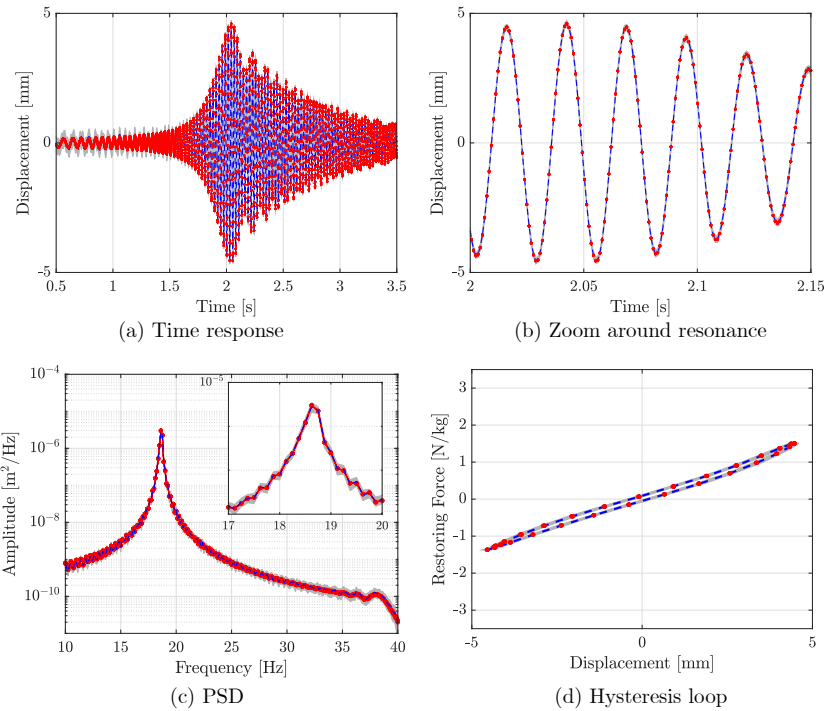 5
0
-5
Displacement [mm]
0.5 1 1.5 2 2.5 3 3.5
Time [s]
(a) Time response
5
0
-5
Displacement [mm]
2 2.05 2.1 2.15
Time [s]
(b) Zoom around resonance
10−4
10−6
10−8
10−10
Amplitude [m2/Hz]
10−5
17 18 19 20
10 15 20 25 30 35 40
Frequency [Hz]
(c) PSD
3
2
1
0
-1
-2
-3
Restoring Force [N/kg]
-5 0 5
Displacement [mm]
(d) Hysteresis loop